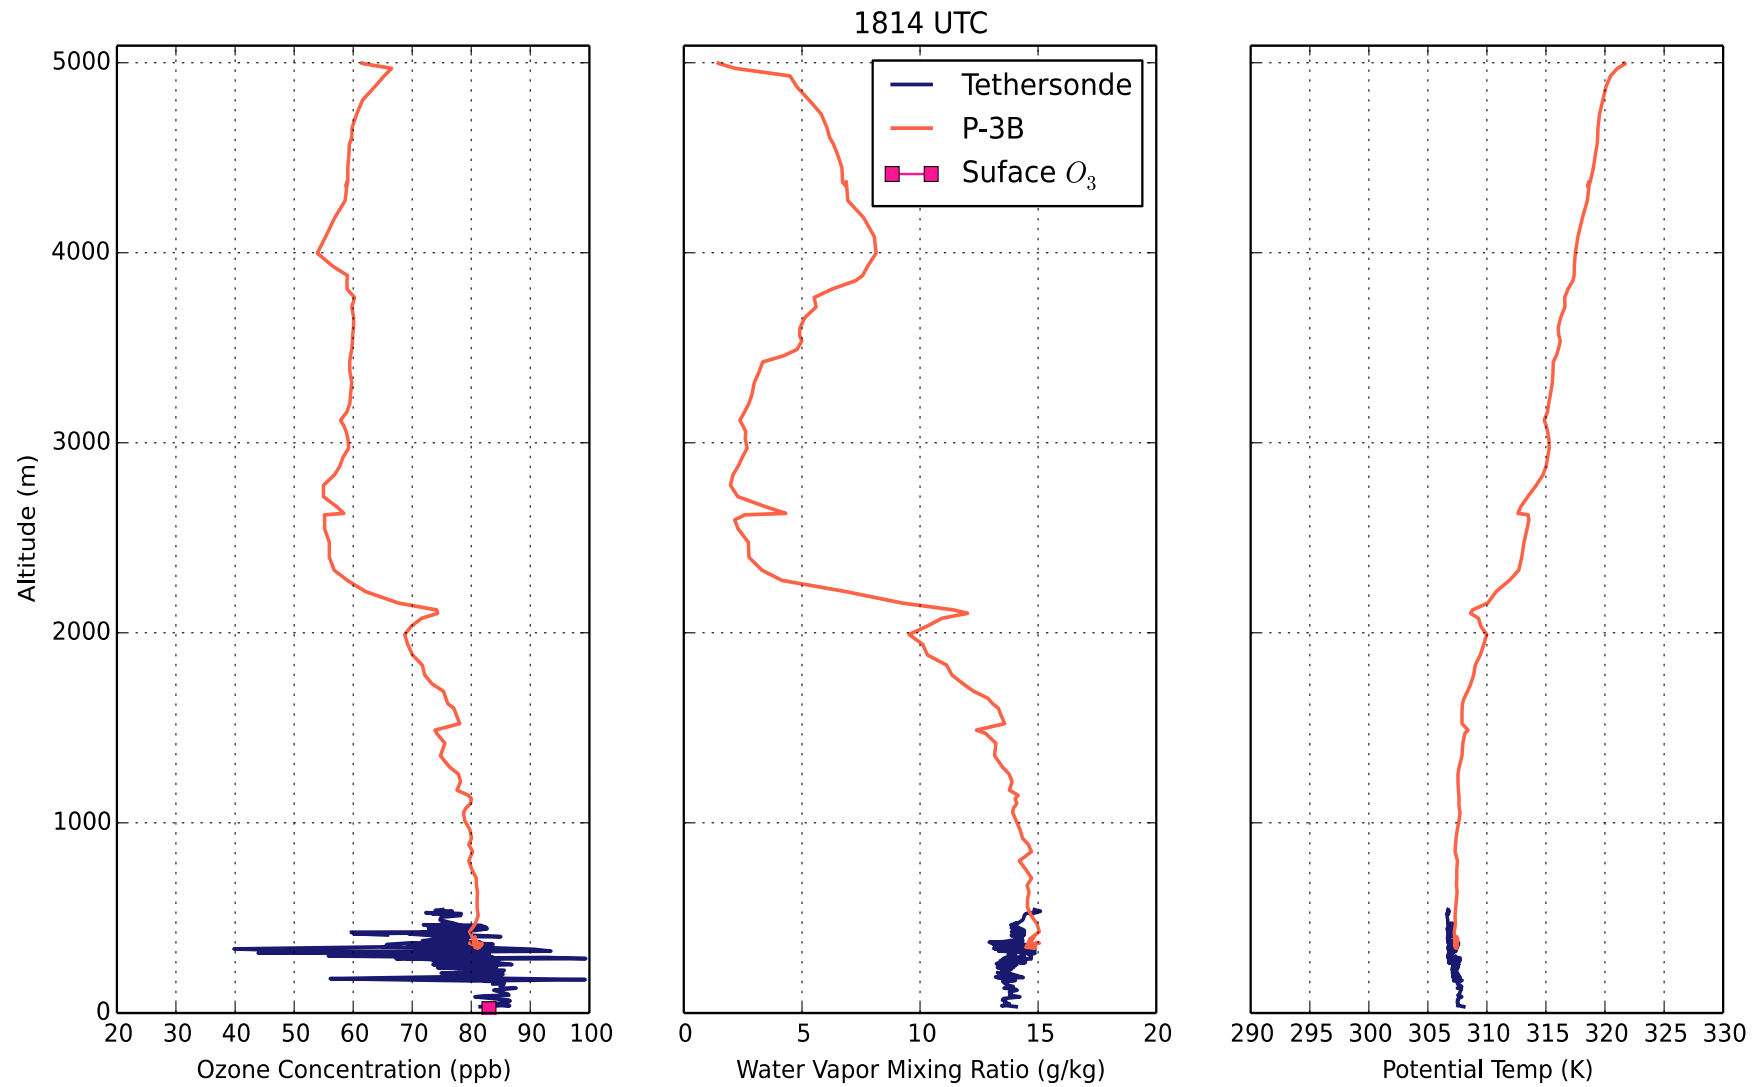 1814 UTC
Tethersonde
P-3B
Suface O3
Altitude (m)
5000
4000
3000
2000
1000
0
20 30 40 50 60 70 80 90 100
0 5 10 15 20
290 295 300 305 310 315 320 325 330
Ozone Concentration (ppb)
Water Vapor Mixing Ratio (g/kg)
Potential Temp (K)